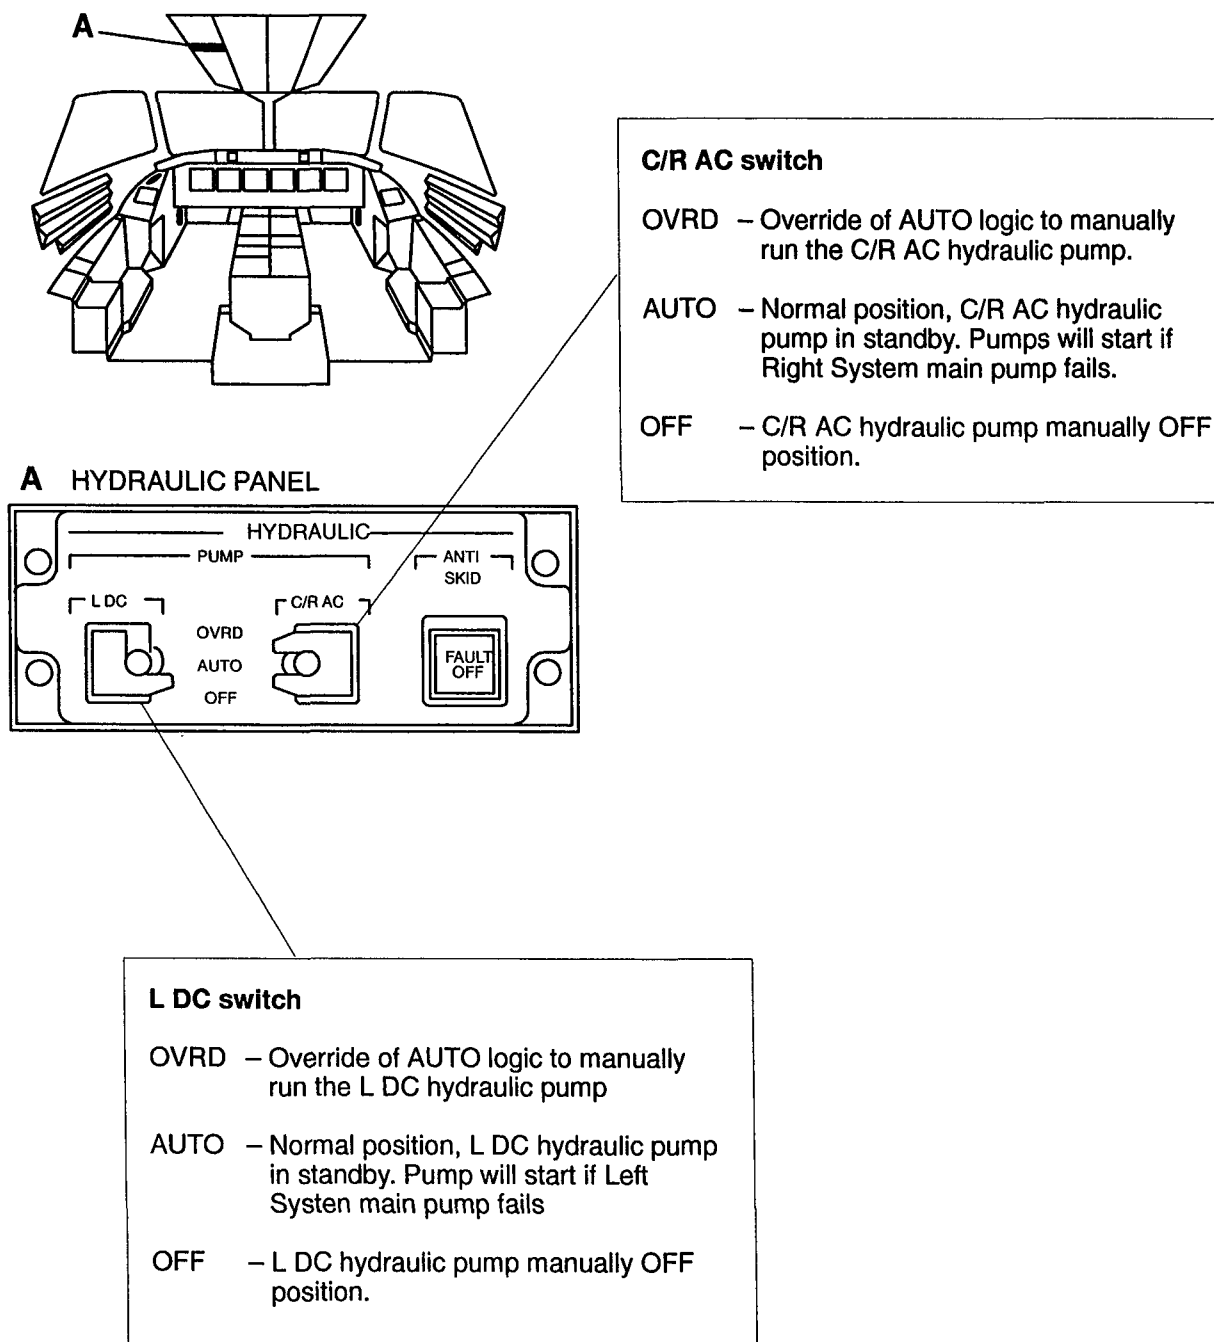 A
C/R AC switch
OVRD – Override of AUTO logic to manually
run the C/R AC hydraulic pump.
AUTO – Normal position, C/R AC hydraulic
pump in standby. Pumps will start if
Right System main pump fails.
OFF – C/R AC hydraulic pump manually OFF
position.
A HYDRAULIC PANEL
HYDRAULIC
PUMP
ANTI
SKID
L DC
C/R AC
OVRD
AUTO
OFF
FAULT
OFF
L DC switch
OVRD – Override of AUTO logic to manually
run the L DC hydraulic pump
AUTO – Normal position, L DC hydraulic pump
in standby. Pump will start if Left
Systen main pump fails
OFF – L DC hydraulic pump manually OFF
position.